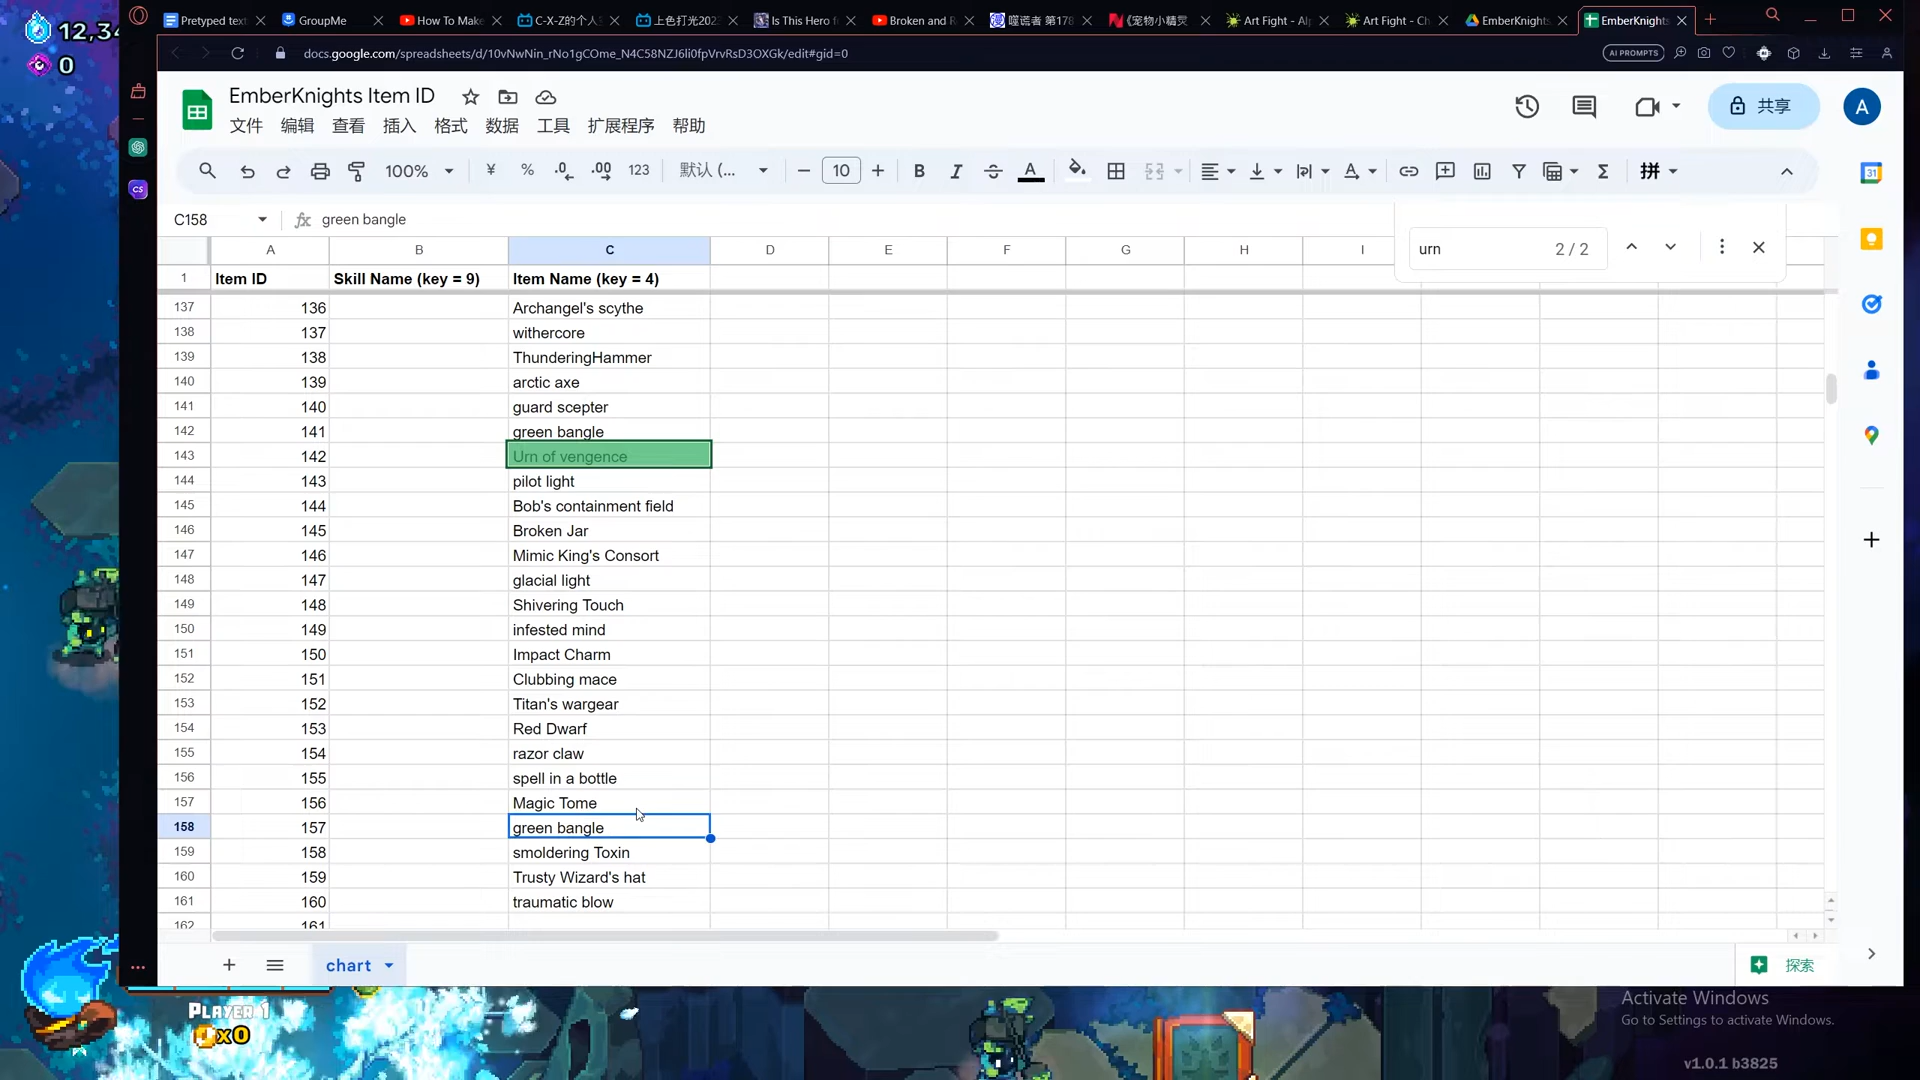 12,34
0
Pretyped text
GroupMe
How To Make
C-X-Z的个人
上色打光202
Is This Hero f
Broken and R
噬谎者 第178
《宠物小精灵
Art Fight - Al
Art Fight - Ch
EmberKnights
EmberKnights
docs.google.com/spreadsheets/d/10vNwNin_rNo1gCOme_N4C58NZJ6li0fpVrvRsD3OXGk/edit#gid=0
AI PROMPTS
EmberKnights Item ID
文件 编辑 查看 插入 格式 数据 工具 扩展程序 帮助
共享
A
100% ¥ % .0 .00 123 默认 (... 10 B I A Σ 拼
C158 fx green bangle
urn 2 / 2
A B C D E F G H I
1 Item ID Skill Name (key = 9) Item Name (key = 4)
137 136 Archangel's scythe
138 137 withercore
139 138 ThunderingHammer
140 139 arctic axe
141 140 guard scepter
142 141 green bangle
143 142 Urn of vengence
144 143 pilot light
145 144 Bob's containment field
146 145 Broken Jar
147 146 Mimic King's Consort
148 147 glacial light
149 148 Shivering Touch
150 149 infested mind
151 150 Impact Charm
152 151 Clubbing mace
153 152 Titan's wargear
154 153 Red Dwarf
155 154 razor claw
156 155 spell in a bottle
157 156 Magic Tome
158 157 green bangle
159 158 smoldering Toxin
160 159 Trusty Wizard's hat
161 160 traumatic blow
162 161
chart
探索
PLAYER 1
x0
Activate Windows
Go to Settings to activate Windows.
v1.0.1 b3825